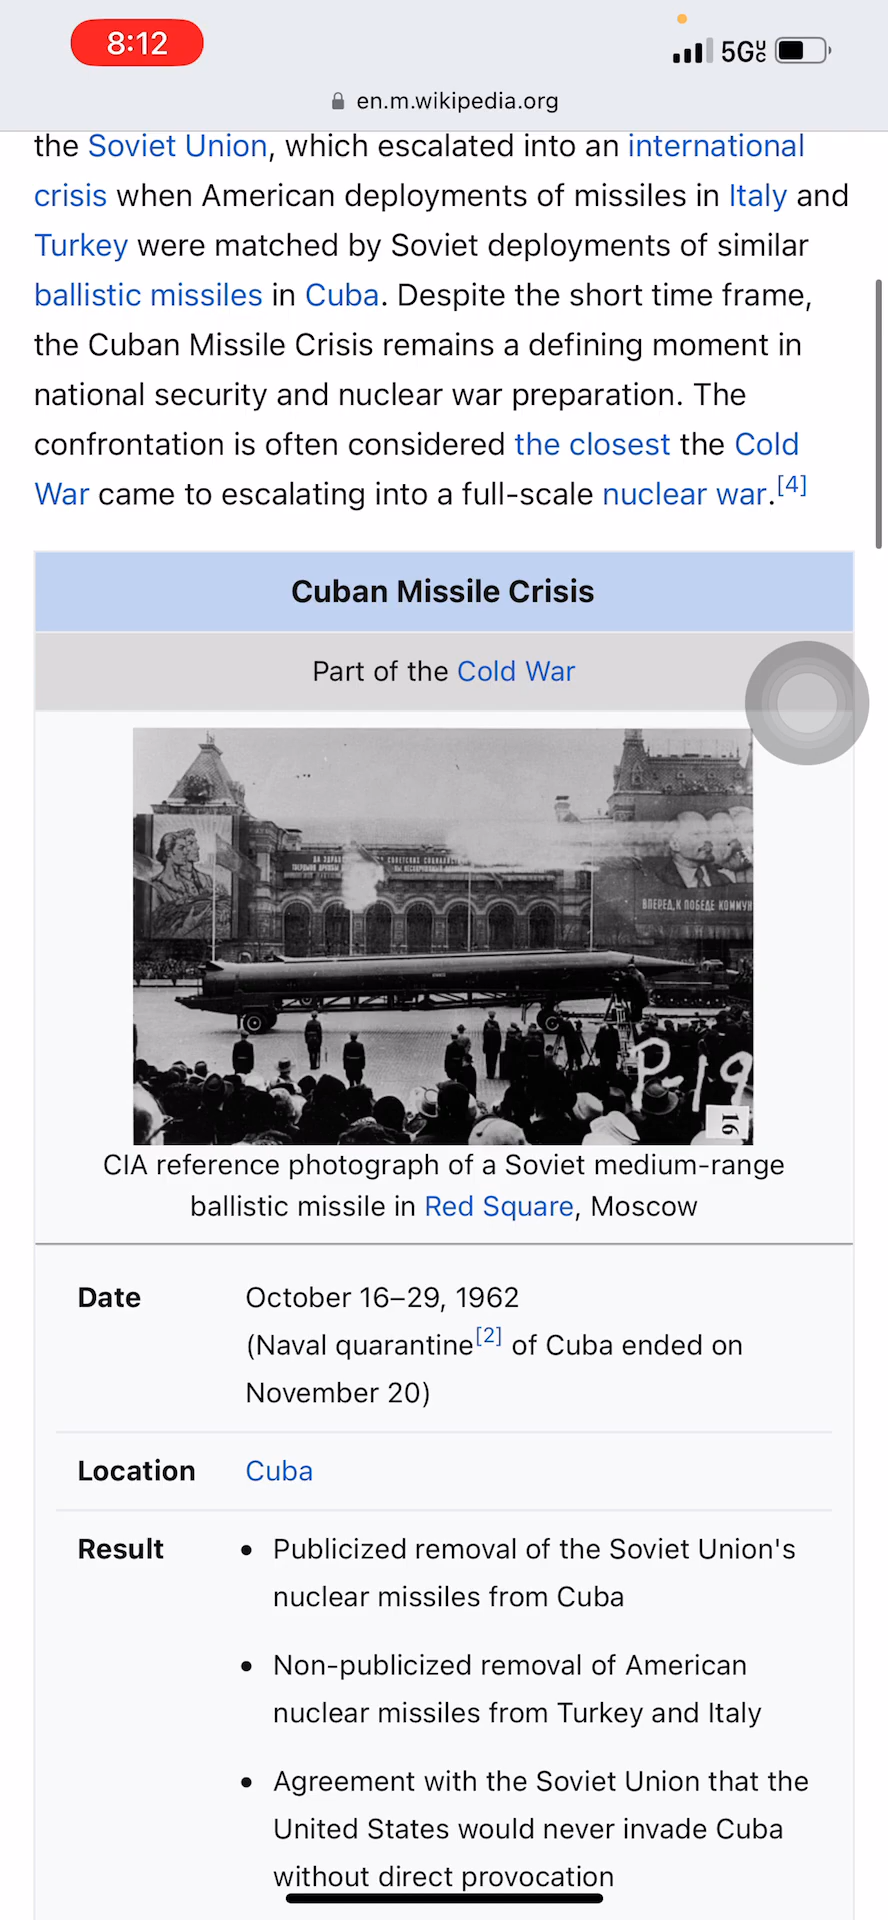 8:12
5G UC
en.m.wikipedia.org
the Soviet Union, which escalated into an international
crisis when American deployments of missiles in Italy and
Turkey were matched by Soviet deployments of similar
ballistic missiles in Cuba. Despite the short time frame,
the Cuban Missile Crisis remains a defining moment in
national security and nuclear war preparation. The
confrontation is often considered the closest the Cold
War came to escalating into a full-scale nuclear war.[4]
Cuban Missile Crisis
Part of the Cold War
ДА ЗДРАВ
СОВЕТСКИХ
ВПЕРЕД, К ПОБЕДЕ КОММУН
P-19
16
CIA reference photograph of a Soviet medium-range
ballistic missile in Red Square, Moscow
Date
October 16–29, 1962
(Naval quarantine[2] of Cuba ended on
November 20)
Location
Cuba
Result
• Publicized removal of the Soviet Union's
nuclear missiles from Cuba
• Non-publicized removal of American
nuclear missiles from Turkey and Italy
• Agreement with the Soviet Union that the
United States would never invade Cuba
without direct provocation